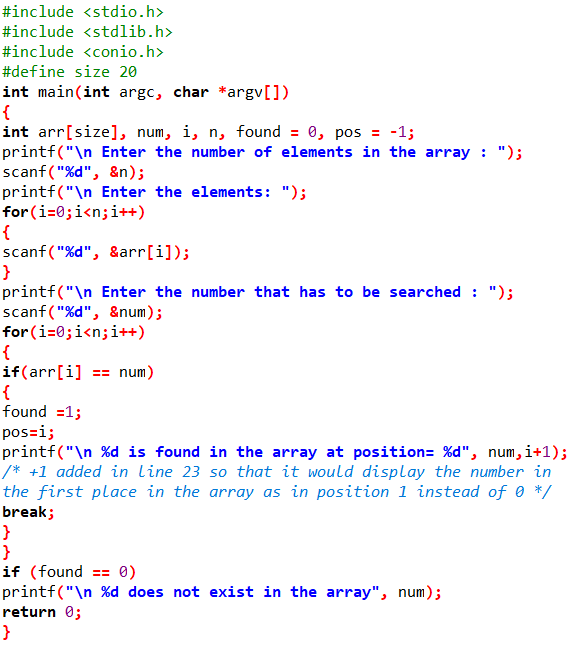 #include <stdio.h>
#include <stdlib.h>
#include <conio.h>
#define size 20
int main(int argc, char *argv[])
{
int arr[size], num, i, n, found = 0, pos = -1;
printf("\n Enter the number of elements in the array : ");
scanf("%d", &n);
printf("\n Enter the elements: ");
for(i=0;i<n;i++)
{
scanf("%d", &arr[i]);
}
printf("\n Enter the number that has to be searched : ");
scanf("%d", &num);
for(i=0;i<n;i++)
{
if(arr[i] == num)
{
found =1;
pos=i;
printf("\n %d is found in the array at position= %d", num,i+1);
/* +1 added in line 23 so that it would display the number in
the first place in the array as in position 1 instead of 0 */
break;
}
}
if (found == 0)
printf("\n %d does not exist in the array", num);
return 0;
}